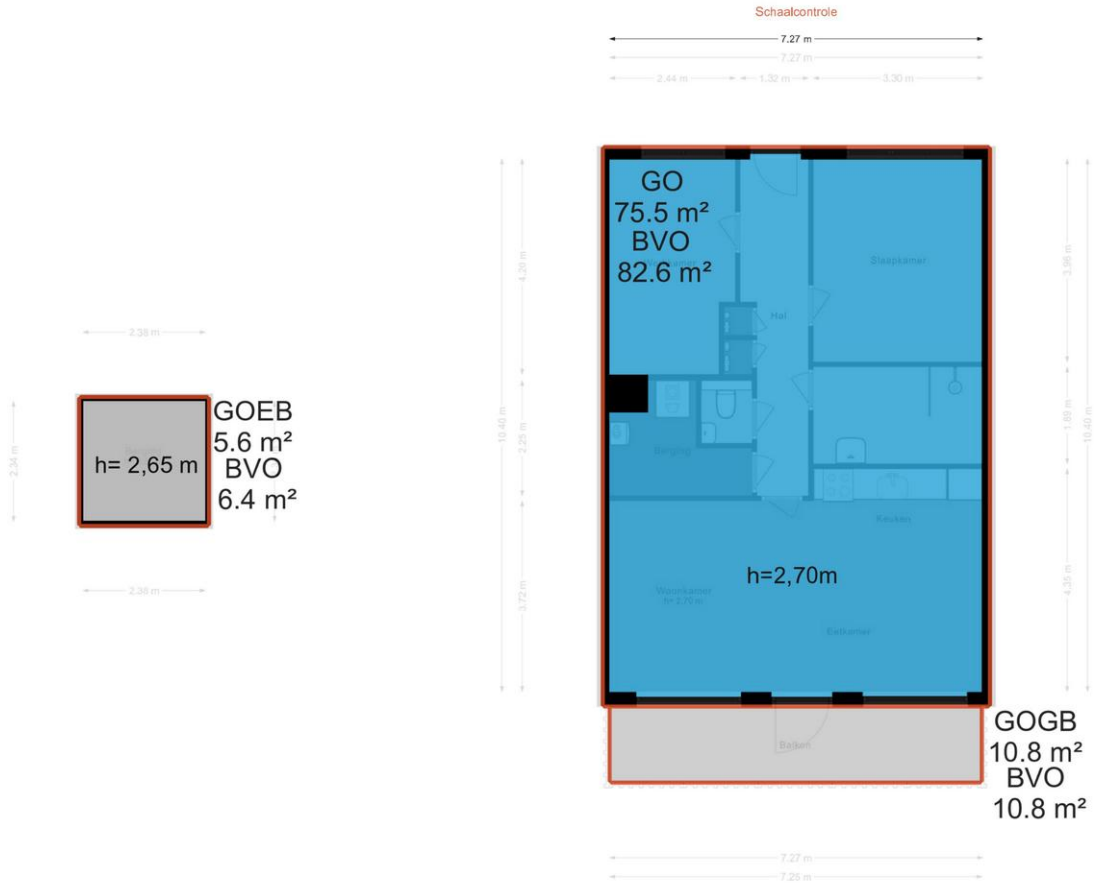 Schaalcontrole
7.27 m
7.27 m
2.44 m
1.32 m
3.30 m
GO
75.5 m²
BVO
82.6 m²
Slaapkamer
Hal
4.20 m
3.96 m
2.38 m
GOEB
5.6 m²
BVO
6.4 m²
h= 2,65 m
2.34 m
2.38 m
10.40 m
2.25 m
1.89 m
10.40 m
Berging
Keuken
h=2,70m
Woonkamer
h= 2,70 m
Eetkamer
3.72 m
4.35 m
Balkon
GOGB
10.8 m²
BVO
10.8 m²
7.27 m
7.25 m